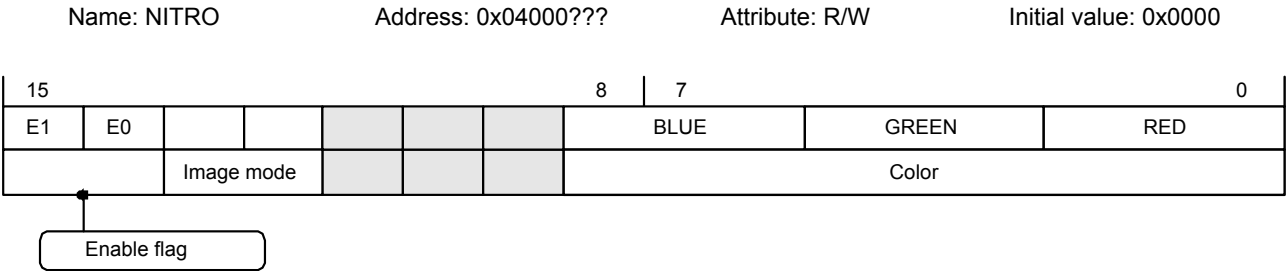 Name: NITRO Address: 0x04000??? Attribute: R/W Initial value: 0x0000
15 8 7 0
E1 E0 BLUE GREEN RED
Image mode Color
Enable flag